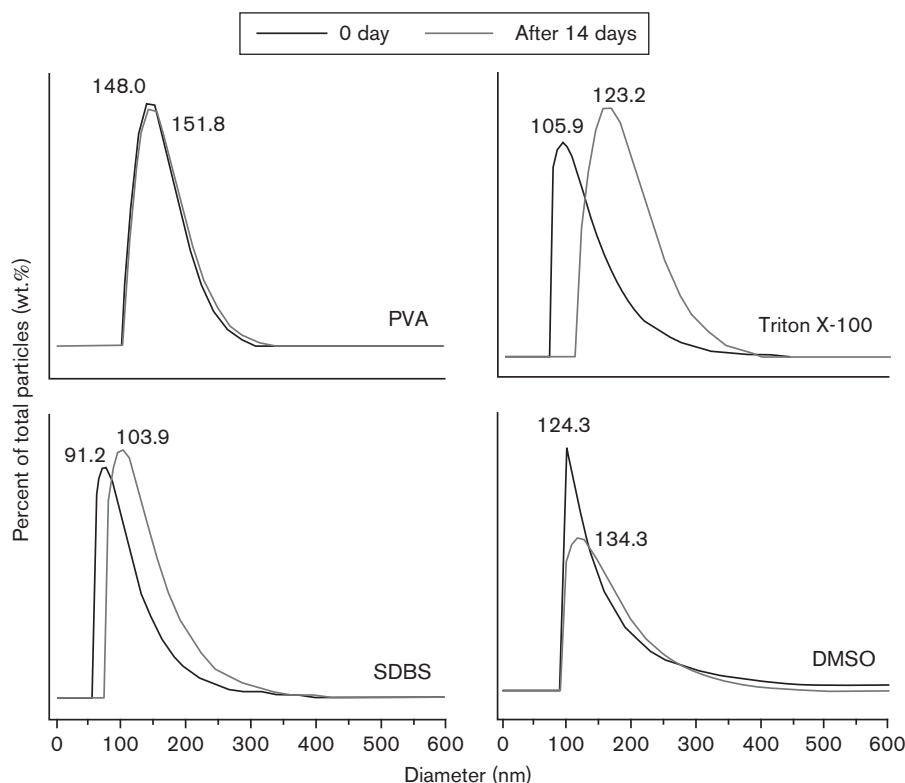 0 day After 14 days
148.0
151.8
PVA
105.9
123.2
Triton X-100
91.2
103.9
SDBS
124.3
134.3
DMSO
Percent of total particles (wt.%)
0 100 200 300 400 500 600
0 100 200 300 400 500 600
Diameter (nm)